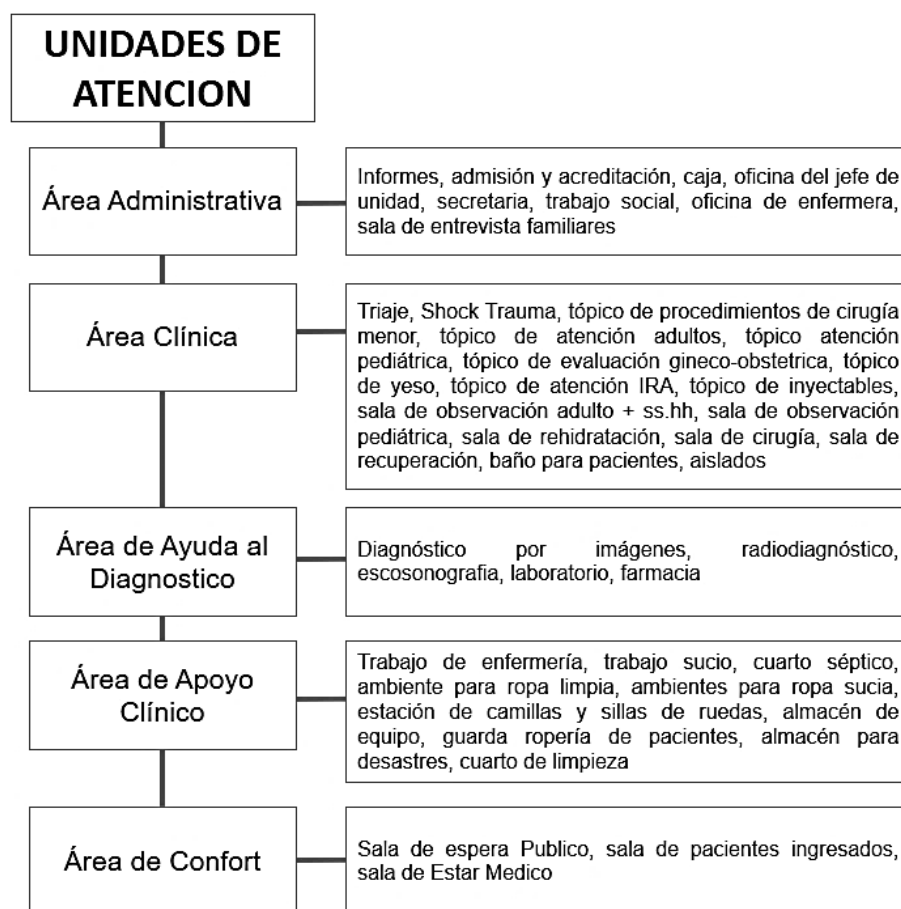 UNIDADES DE
ATENCION
Área Administrativa
Informes, admisión y acreditación, caja, oficina del jefe de
unidad, secretaria, trabajo social, oficina de enfermera,
sala de entrevista familiares
Área Clínica
Triaje, Shock Trauma, tópico de procedimientos de cirugía
menor, tópico de atención adultos, tópico atención
pediátrica, tópico de evaluación gineco-obstetrica, tópico
de yeso, tópico de atención IRA, tópico de inyectables,
sala de observación adulto + ss.hh, sala de observación
pediátrica, sala de rehidratación, sala de cirugía, sala de
recuperación, baño para pacientes, aislados
Área de Ayuda al
Diagnostico
Diagnóstico por imágenes, radiodiagnóstico,
escosonografia, laboratorio, farmacia
Área de Apoyo
Clínico
Trabajo de enfermería, trabajo sucio, cuarto séptico,
ambiente para ropa limpia, ambientes para ropa sucia,
estación de camillas y sillas de ruedas, almacén de
equipo, guarda ropería de pacientes, almacén para
desastres, cuarto de limpieza
Área de Confort
Sala de espera Publico, sala de pacientes ingresados,
sala de Estar Medico